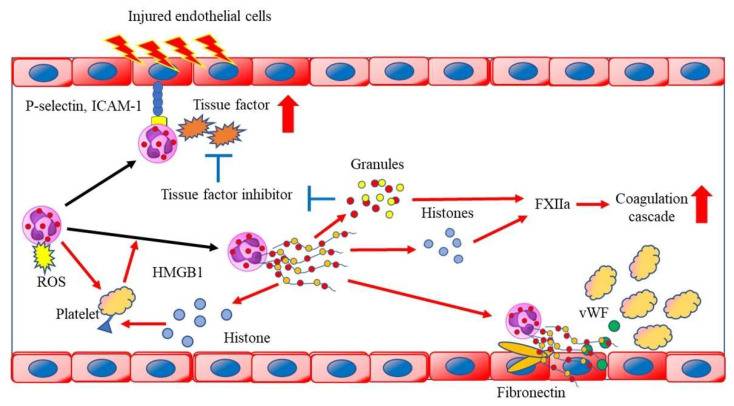 Injured endothelial cells
P-selectin, ICAM-1
Tissue factor
Granules
Tissue factor inhibitor
Histones
FXIIa
Coagulation
cascade
ROS
HMGB1
Platelet
Histone
vWF
Fibronectin